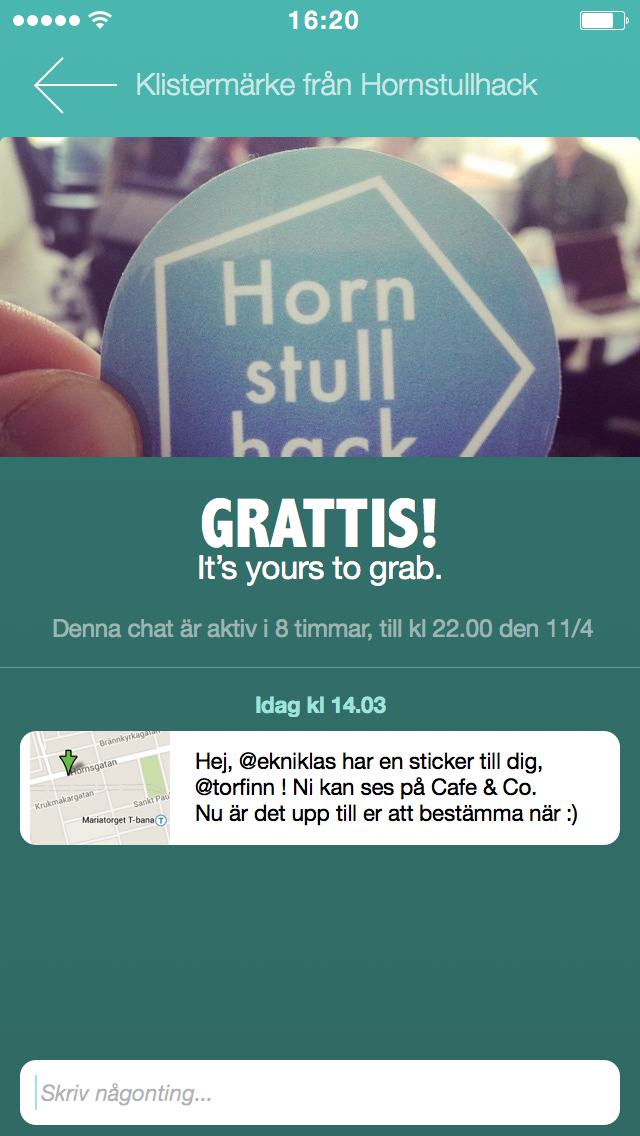 16:20
Klistermärke från Hornstullhack
Horn
stull
hack
GRATTIS!
It's yours to grab.
Denna chat är aktiv i 8 timmar, till kl 22.00 den 11/4
Idag kl 14.03
Brännkyrkagatan
Hornsgatan
Krukmakargatan
Sankt Pau
Mariatorget T-bana T
Hej, @ekniklas har en sticker till dig,
@torfinn ! Ni kan ses på Cafe & Co.
Nu är det upp till er att bestämma när :)
Skriv någonting...